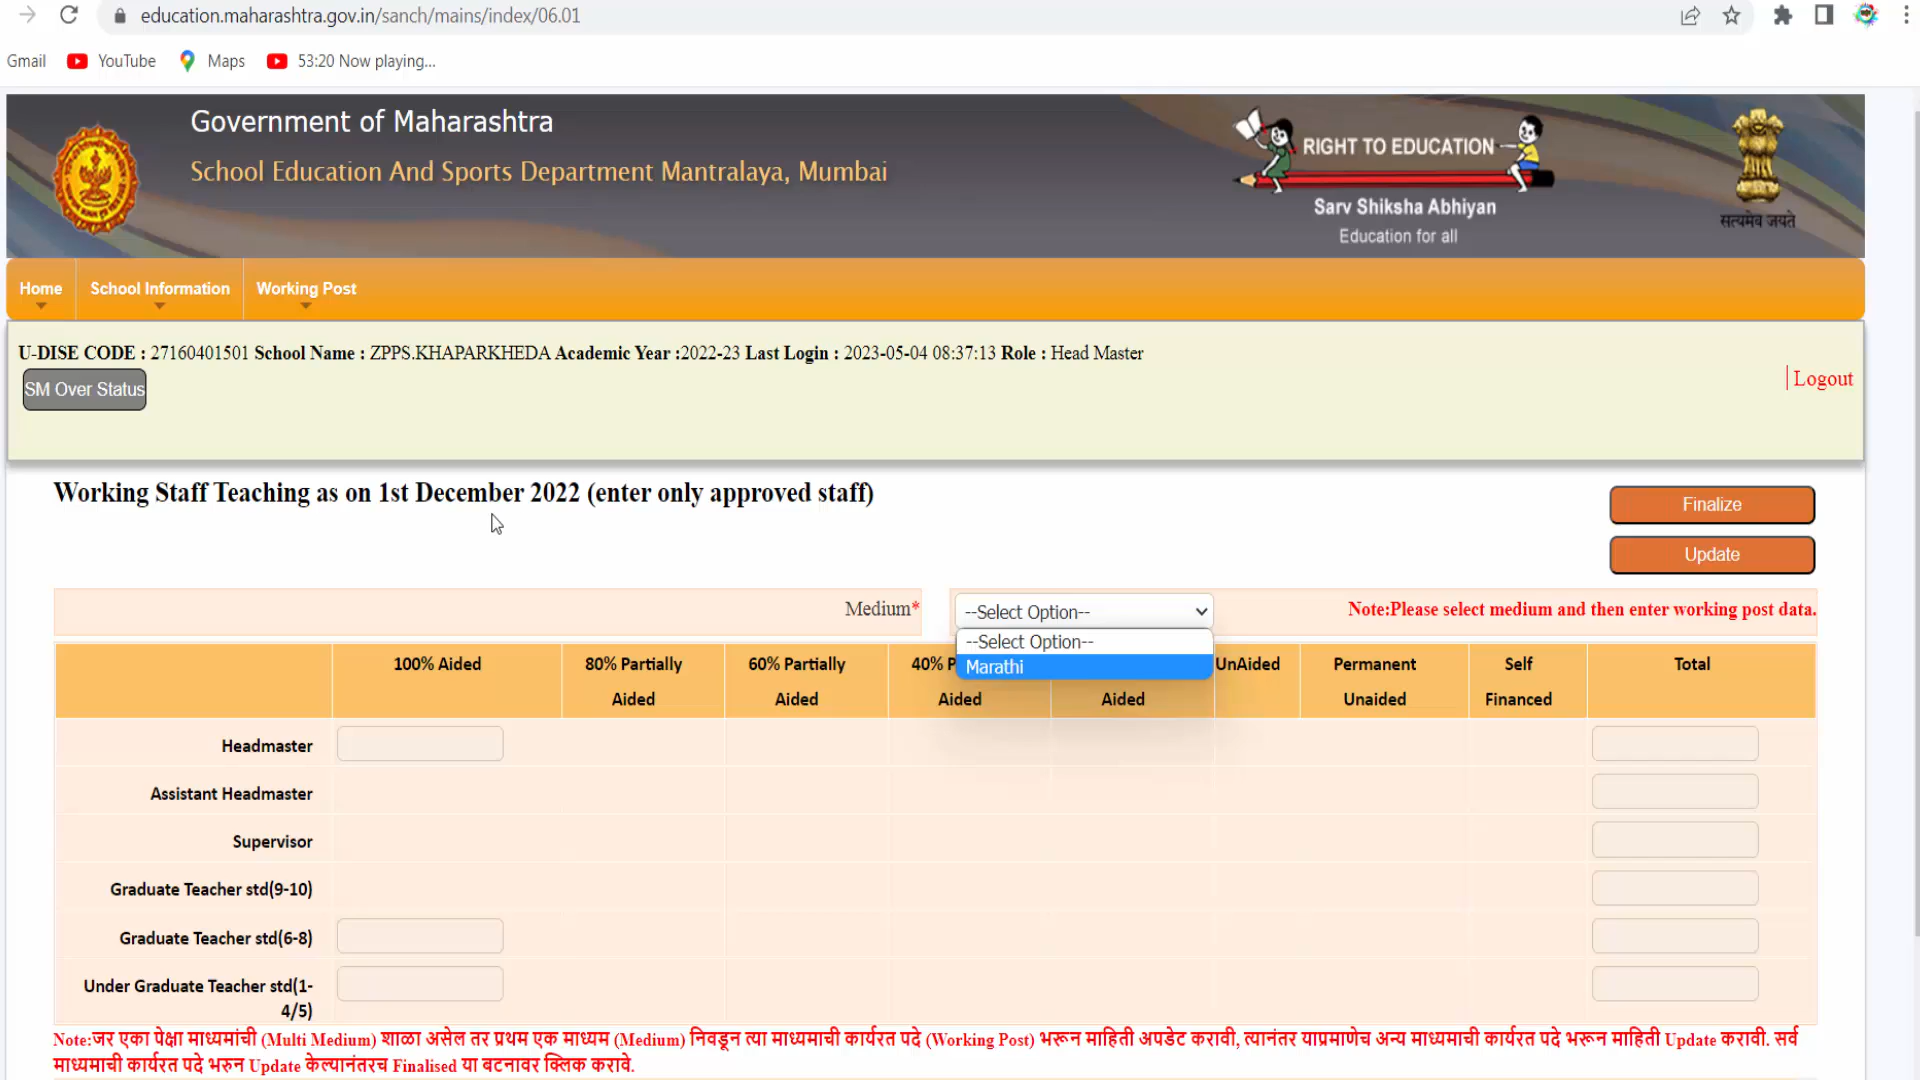 education.maharashtra.gov.in/sanch/mains/index/06.01
Gmail YouTube Maps 53:20 Now playing...
Government of Maharashtra
School Education And Sports Department Mantralaya, Mumbai
RIGHT TO EDUCATION
Sarv Shiksha Abhiyan
Education for all
सत्यमेव जयते
Home School Information Working Post
U-DISE CODE : 27160401501 School Name : ZPPS.KHAPARKHEDA Academic Year :2022-23 Last Login : 2023-05-04 08:37:13 Role : Head Master
SM Over Status
Logout
Working Staff Teaching as on 1st December 2022 (enter only approved staff)
Finalize
Update
Medium* --Select Option-- Note:Please select medium and then enter working post data.
--Select Option--
Marathi
100% Aided 80% Partially Aided 60% Partially Aided 40% P Aided Aided UnAided Permanent Unaided Self Financed Total
Headmaster
Assistant Headmaster
Supervisor
Graduate Teacher std(9-10)
Graduate Teacher std(6-8)
Under Graduate Teacher std(1-
4/5)
Note:जर एका पेक्षा माध्यमांची (Multi Medium) शाळा असेल तर प्रथम एक माध्यम (Medium) निवडून त्या माध्यमाची कार्यरत पदे (Working Post) भरून माहिती अपडेट करावी, त्यानंतर याप्रमाणेच अन्य माध्यमाची कार्यरत पदे भरून माहिती Update करावी. सर्व
माध्यमाची कार्यरत पदे भरुन Update केल्यानंतरच Finalised या बटनावर क्लिक करावे.